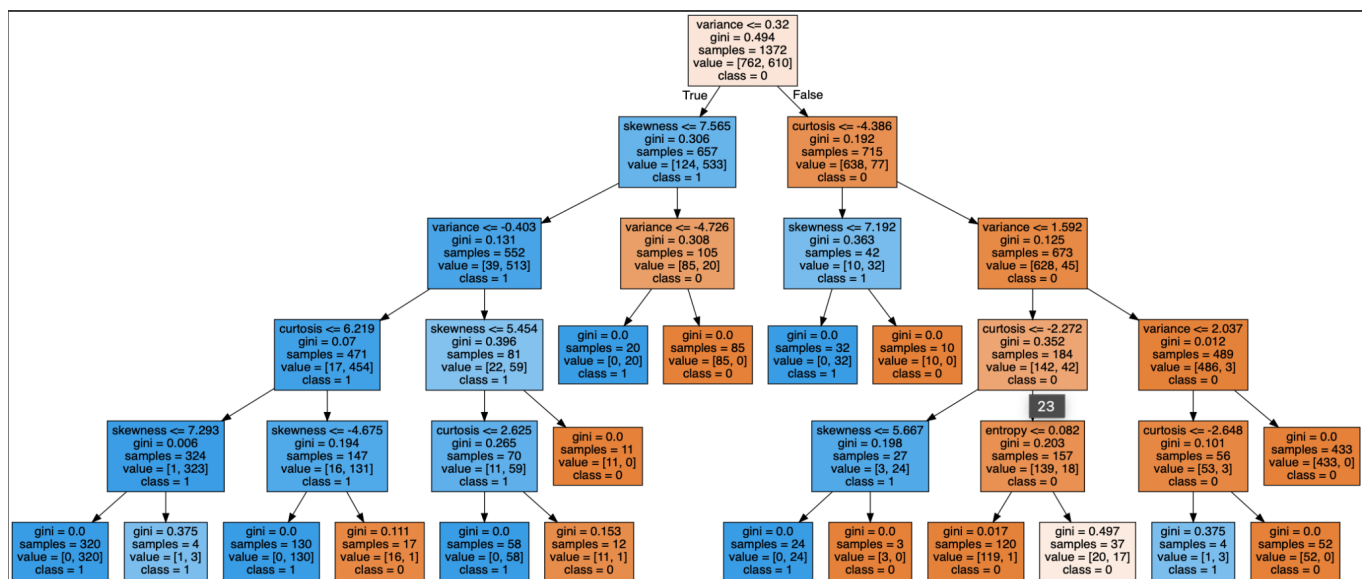 variance <= 0.32
gini = 0.494
samples = 1372
value = [762, 610]
class = 0
True
False
skewness <= 7.565
gini = 0.306
samples = 657
value = [124, 533]
class = 1
curtosis <= -4.386
gini = 0.192
samples = 715
value = [638, 77]
class = 0
variance <= -0.403
gini = 0.131
samples = 552
value = [39, 513]
class = 1
variance <= -4.726
gini = 0.308
samples = 105
value = [85, 20]
class = 0
skewness <= 7.192
gini = 0.363
samples = 42
value = [10, 32]
class = 1
variance <= 1.592
gini = 0.125
samples = 673
value = [628, 45]
class = 0
curtosis <= 6.219
gini = 0.07
samples = 471
value = [17, 454]
class = 1
skewness <= 5.454
gini = 0.396
samples = 81
value = [22, 59]
class = 1
gini = 0.0
samples = 20
value = [0, 20]
class = 1
gini = 0.0
samples = 85
value = [85, 0]
class = 0
gini = 0.0
samples = 32
value = [0, 32]
class = 1
gini = 0.0
samples = 10
value = [10, 0]
class = 0
curtosis <= -2.272
gini = 0.352
samples = 184
value = [142, 42]
class = 0
variance <= 2.037
gini = 0.012
samples = 489
value = [486, 3]
class = 0
23
skewness <= 7.293
gini = 0.006
samples = 324
value = [1, 323]
class = 1
skewness <= -4.675
gini = 0.194
samples = 147
value = [16, 131]
class = 1
curtosis <= 2.625
gini = 0.265
samples = 70
value = [11, 59]
class = 1
gini = 0.0
samples = 11
value = [11, 0]
class = 0
skewness <= 5.667
gini = 0.198
samples = 27
value = [3, 24]
class = 1
entropy <= 0.082
gini = 0.203
samples = 157
value = [139, 18]
class = 0
curtosis <= -2.648
gini = 0.101
samples = 56
value = [53, 3]
class = 0
gini = 0.0
samples = 433
value = [433, 0]
class = 0
gini = 0.0
samples = 320
value = [0, 320]
class = 1
gini = 0.375
samples = 4
value = [1, 3]
class = 1
gini = 0.0
samples = 130
value = [0, 130]
class = 1
gini = 0.111
samples = 17
value = [16, 1]
class = 0
gini = 0.0
samples = 58
value = [0, 58]
class = 1
gini = 0.153
samples = 12
value = [11, 1]
class = 0
gini = 0.0
samples = 24
value = [0, 24]
class = 1
gini = 0.0
samples = 3
value = [3, 0]
class = 0
gini = 0.017
samples = 120
value = [119, 1]
class = 0
gini = 0.497
samples = 37
value = [20, 17]
class = 0
gini = 0.375
samples = 4
value = [1, 3]
class = 1
gini = 0.0
samples = 52
value = [52, 0]
class = 0